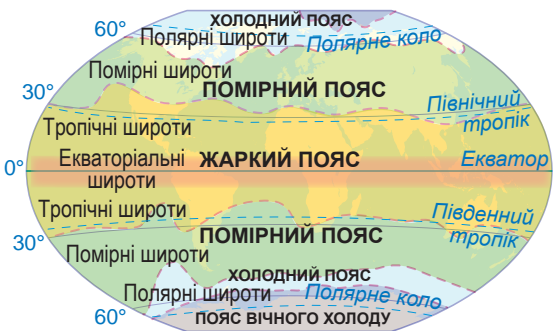 ХОЛОДНИЙ ПОЯС
60°
Полярні широти
Полярне коло
Помірні широти
ПОМІРНИЙ ПОЯС
30°
Північний
тропік
Тропічні широти
Екваторіальні
широти
ЖАРКИЙ ПОЯС
Екватор
0°
Тропічні широти
Південний
тропік
30°
ПОМІРНИЙ ПОЯС
Помірні широти
ХОЛОДНИЙ ПОЯС
Полярні широти
Полярне коло
60°
ПОЯС ВІЧНОГО ХОЛОДУ